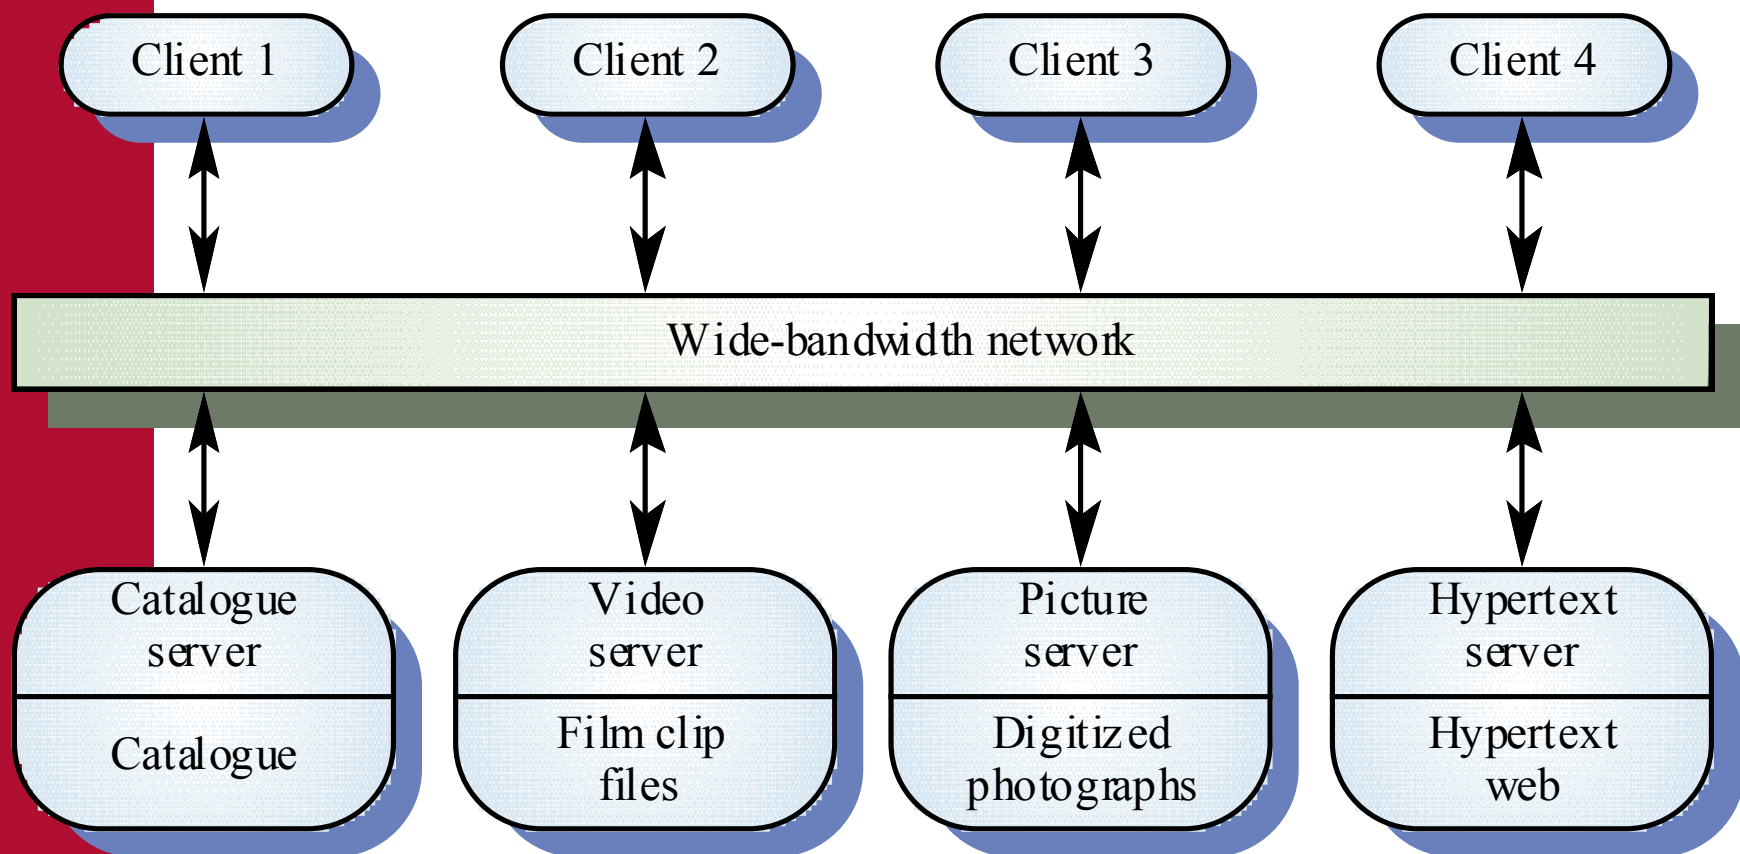 Client 1
Client 2
Client 3
Client 4
Wide-bandwidth network
Catalogue
server
Catalogue
Video
server
Film clip
files
Picture
server
Digitized
photographs
Hypertext
server
Hypertext
web